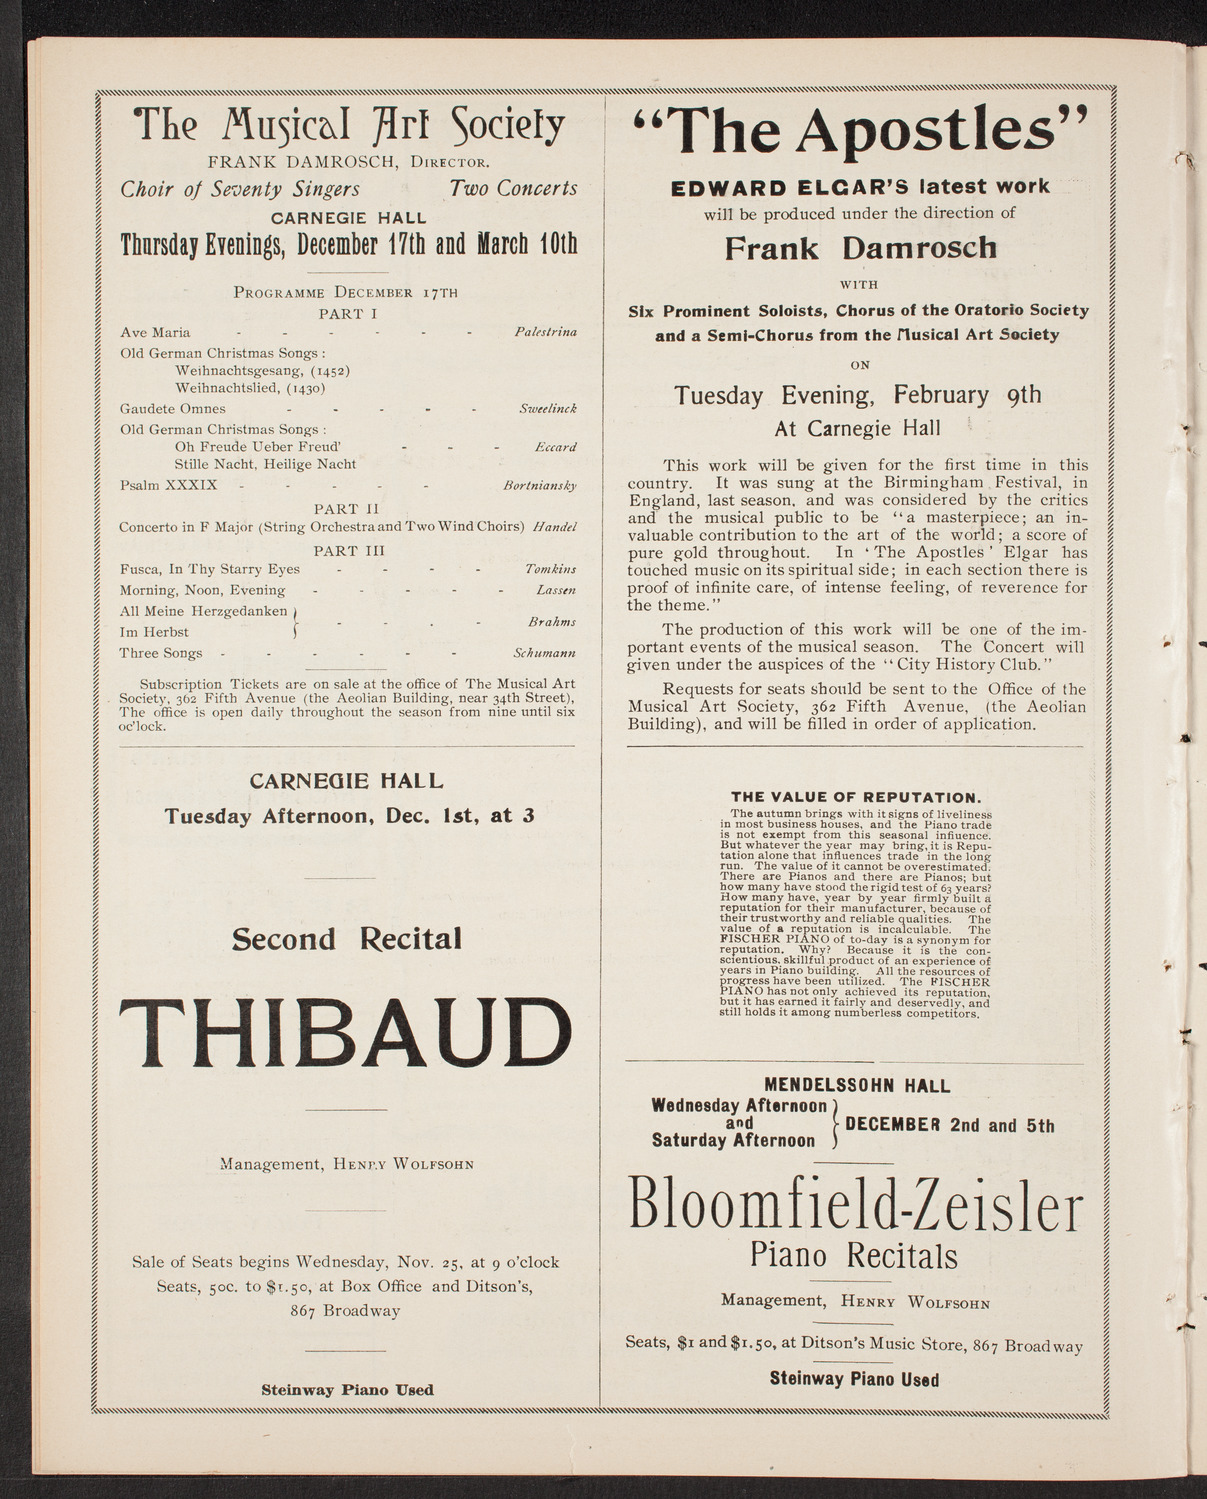 The Musical Art Society
FRANK DAMROSCH, DIRECTOR.
Choir of Seventy Singers Two Concerts
CARNEGIE HALL
Thursday Evenings, December 17th and March 10th
PROGRAMME DECEMBER 17TH
PART I
Ave Maria - - - - - - Palestrina
Old German Christmas Songs :
Weihnachtsgesang, (1452)
Weihnachtslied, (1430)
Gaudete Omnes - - - - - Sweelinck
Old German Christmas Songs :
Oh Freude Ueber Freud' - - - Eccard
Stille Nacht, Heilige Nacht
Psalm XXXIX - - - - - Bortniansky
PART II
Concerto in F Major (String Orchestra and Two Wind Choirs) Handel
PART III
Fusca, In Thy Starry Eyes - - - - Tomkins
Morning, Noon, Evening - - - - - Lassen
All Meine Herzgedanken }
Im Herbst } - - . - Brahms
Three Songs - - - - - - Schumann
Subscription Tickets are on sale at the office of The Musical Art
Society, 362 Fifth Avenue (the Aeolian Building, near 34th Street),
The office is open daily throughout the season from nine until six
oc'lock.
CARNEGIE HALL
Tuesday Afternoon, Dec. 1st, at 3
Second Recital
THIBAUD
Management, HENRY WOLFSOHN
Sale of Seats begins Wednesday, Nov. 25, at 9 o'clock
Seats, 50c. to $1.50, at Box Office and Ditson's,
867 Broadway
Steinway Piano Used
"The Apostles"
EDWARD ELGAR'S latest work
will be produced under the direction of
Frank Damrosch
WITH
Six Prominent Soloists, Chorus of the Oratorio Society
and a Semi-Chorus from the Musical Art Society
ON
Tuesday Evening, February 9th
At Carnegie Hall
This work will be given for the first time in this
country. It was sung at the Birmingham Festival, in
England, last season, and was considered by the critics
and the musical public to be "a masterpiece; an in-
valuable contribution to the art of the world; a score of
pure gold throughout. In 'The Apostles' Elgar has
touched music on its spiritual side; in each section there is
proof of infinite care, of intense feeling, of reverence for
the theme."
The production of this work will be one of the im-
portant events of the musical season. The Concert will
given under the auspices of the "City History Club."
Requests for seats should be sent to the Office of the
Musical Art Society, 362 Fifth Avenue, (the Aeolian
Building), and will be filled in order of application.
THE VALUE OF REPUTATION.
The autumn brings with it signs of liveliness
in most business houses, and the Piano trade
is not exempt from this seasonal influence.
But whatever the year may bring, it is Repu-
tation alone that influences trade in the long
run. The value of it cannot be overestimated.
There are Pianos and there are Pianos; but
how many have stood the rigid test of 63 years?
How many have, year by year firmly built a
reputation for their manufacturer, because of
their trustworthy and reliable qualities. The
value of a reputation is incalculable. The
FISCHER PIANO of to-day is a synonym for
reputation. Why? Because it is the con-
scientious, skillful product of an experience of
years in Piano building. All the resources of
progress have been utilized. The FISCHER
PIANO has not only achieved its reputation,
but it has earned it fairly and deservedly, and
still holds it among numberless competitors.
MENDELSSOHN HALL
Wednesday Afternoon }
and } DECEMBER 2nd and 5th
Saturday Afternoon }
Bloomfield-Zeisler
Piano Recitals
Management, HENRY WOLFSOHN
Seats, $1 and $1.50, at Ditson's Music Store, 867 Broadway
Steinway Piano Used